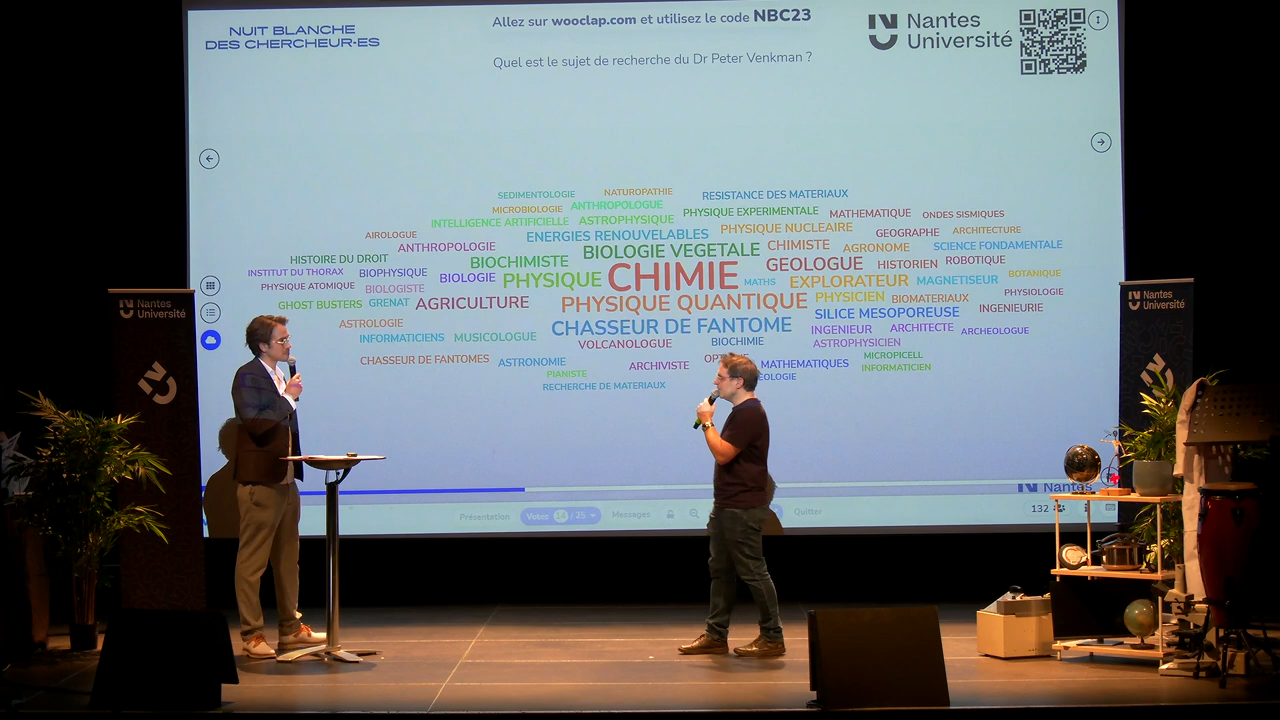 NUIT BLANCHE
DES CHERCHEUR·ES
Allez sur wooclap.com et utilisez le code NBC23
Nantes
Université
Quel est le sujet de recherche du Dr Peter Venkman ?
SEDIMENTOLOGIE NATUROPATHIE RESISTANCE DES MATERIAUX
MICROBIOLOGIE ANTHROPOLOGUE PHYSIQUE EXPERIMENTALE MATHEMATIQUE ONDES SISMIQUES
INTELLIGENCE ARTIFICIELLE ASTROPHYSIQUE PHYSIQUE NUCLEAIRE
AIROLOGUE ENERGIES RENOUVELABLES GEOGRAPHE ARCHITECTURE
ANTHROPOLOGIE BIOLOGIE VEGETALE CHIMISTE AGRONOME SCIENCE FONDAMENTALE
HISTOIRE DU DROIT BIOCHIMISTE GEOLOGUE HISTORIEN ROBOTIQUE
INSTITUT DU THORAX BIOPHYSIQUE BIOLOGIE PHYSIQUE CHIMIE MATHS EXPLORATEUR MAGNETISEUR BOTANIQUE
PHYSIQUE ATOMIQUE BIOLOGISTE PHYSICIEN BIOMATERIAUX PHYSIOLOGIE
GHOST BUSTERS GRENAT AGRICULTURE PHYSIQUE QUANTIQUE SILICE MESOPOREUSE INGENIEURIE
ASTROLOGIE CHASSEUR DE FANTOME INGENIEUR ARCHITECTE ARCHEOLOGUE
INFORMATICIENS MUSICOLOGUE VOLCANOLOGUE BIOCHIMIE ASTROPHYSICIEN
CHASSEUR DE FANTOMES ASTRONOMIE ARCHIVISTE MATHEMATIQUES MICROPICELL
PIANISTE INFORMATICIEN
RECHERCHE DE MATERIAUX
Nantes
Université
Nantes
Université
Nantes
Présentation Votes 14 / 25 Messages Quitter
132